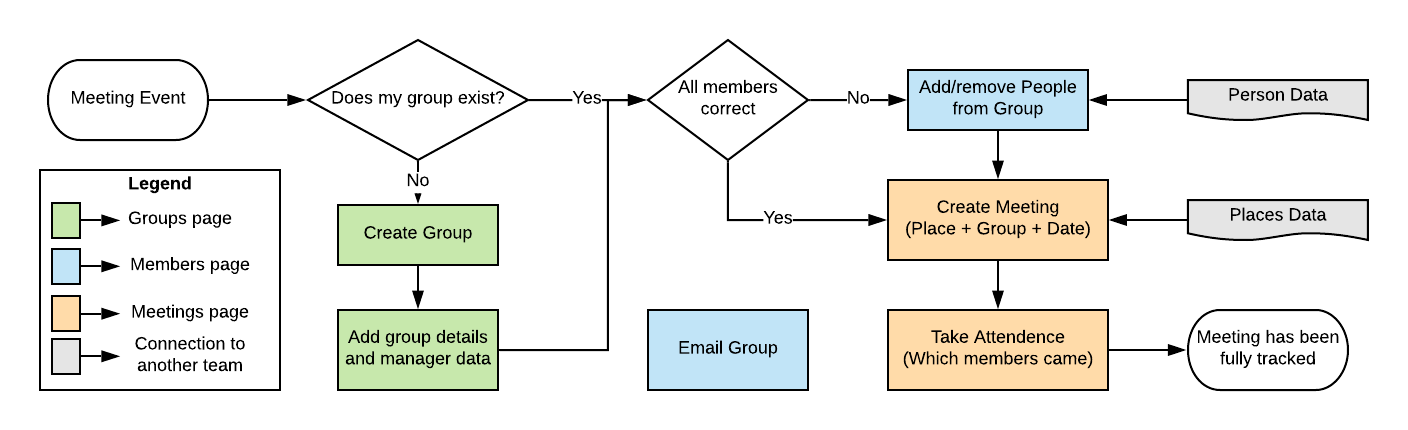 Meeting Event
Does my group exist?
Yes
All members
correct
No
Add/remove People
from Group
Person Data
No
Legend
Groups page
Members page
Meetings page
Connection to
another team
Create Group
Yes
Create Meeting
(Place + Group + Date)
Places Data
Add group details
and manager data
Email Group
Take Attendence
(Which members came)
Meeting has been
fully tracked